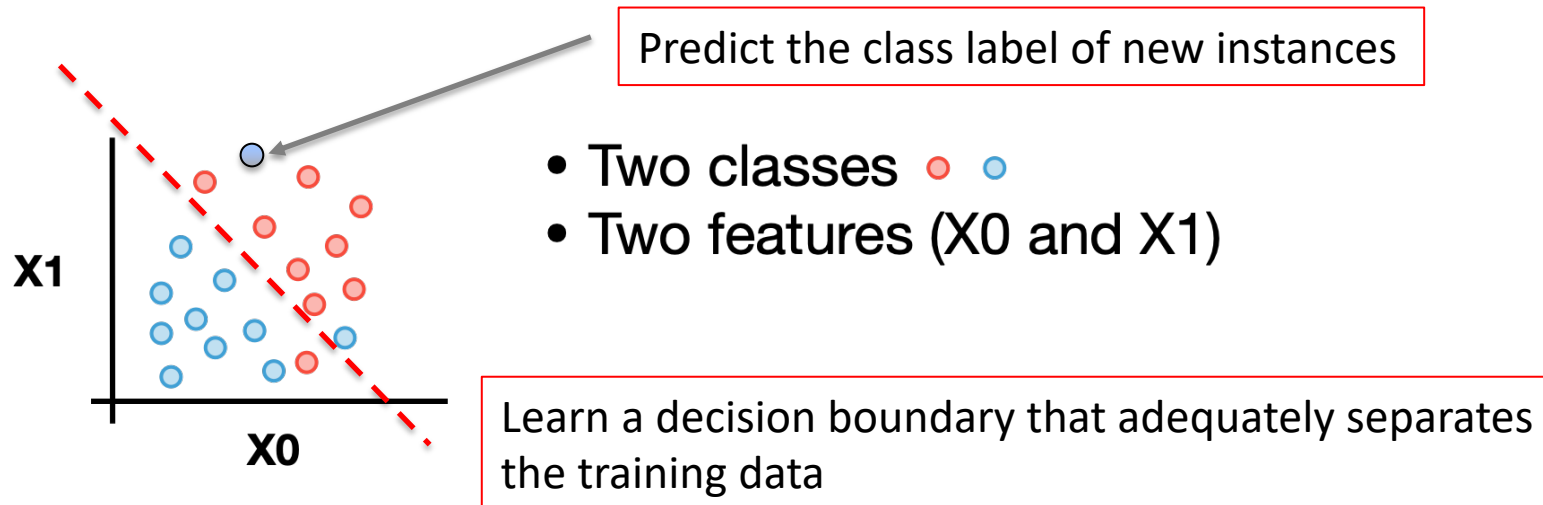 Predict the class label of new instances
• Two classes
• Two features (X0 and X1)
X1
X0
Learn a decision boundary that adequately separates
the training data